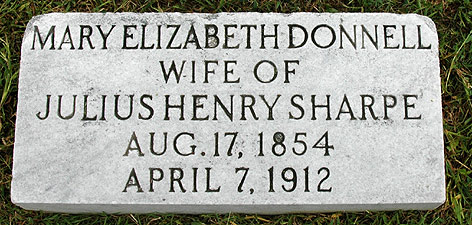 MARY ELIZABETH DONNELL
WIFE OF
JULIUS HENRY SHARPE
AUG. 17, 1854
APRIL 7, 1912